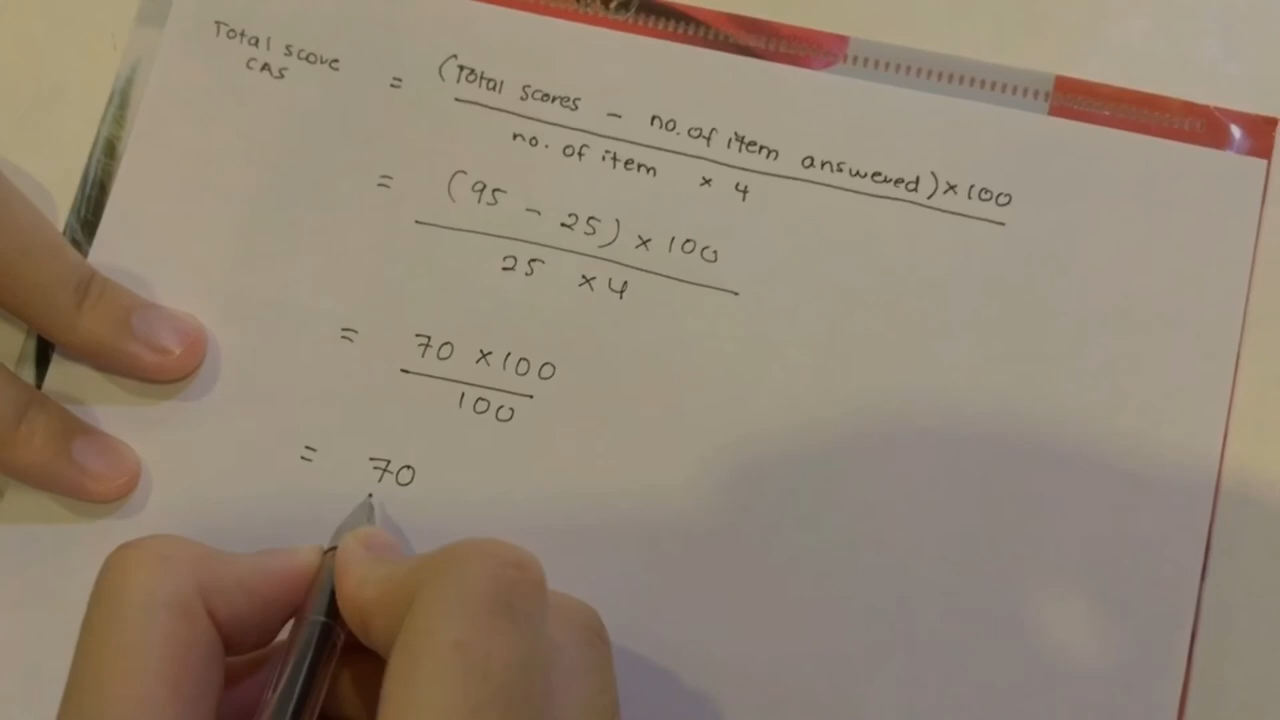 Total score
CAS
= (Total scores - no. of item answered) × 100
no. of item × 4
= (95 - 25) × 100
25 × 4
= 70 × 100
100
= 70